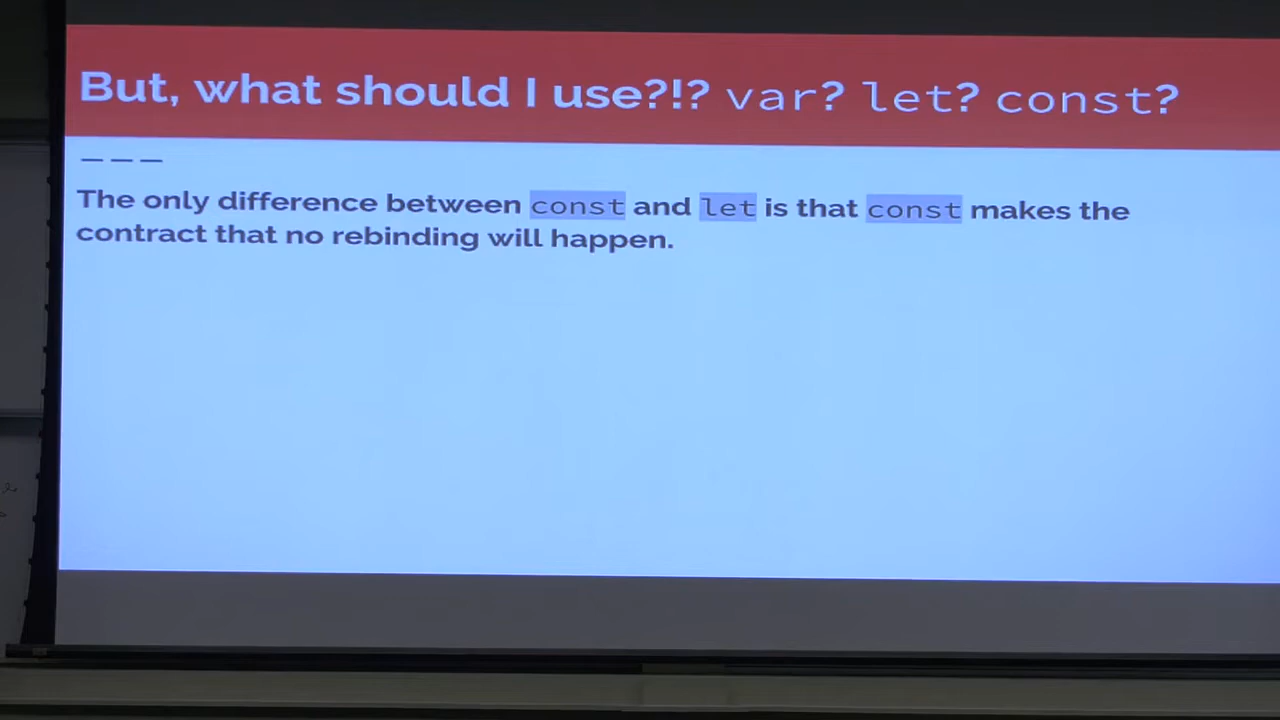 But, what should I use?!? var? let? const?
The only difference between const and let is that const makes the
contract that no rebinding will happen.